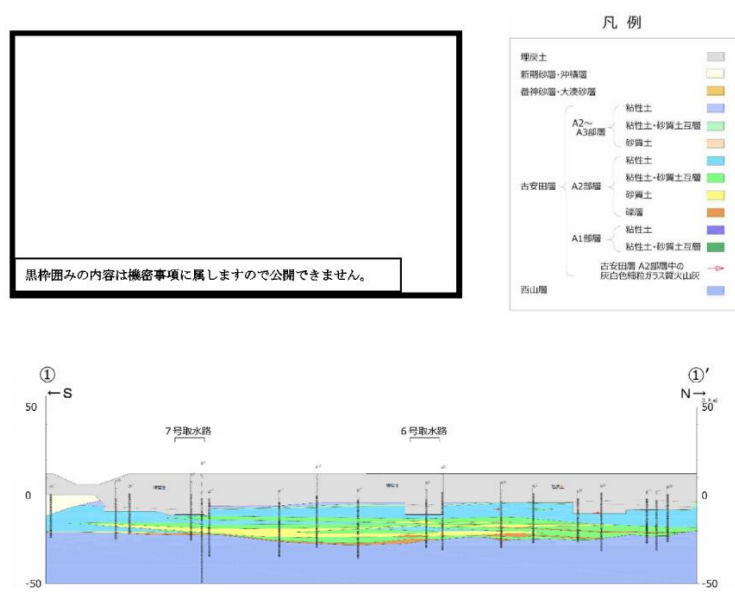 黒枠囲みの内容は機密事項に属しますので公開できません。
凡 例
埋戻土
新期砂層・沖積層
番神砂層・大湊砂層
古安田層
A2~A3部層
粘性土
粘性土・砂質土互層
砂質土
A2部層
粘性土
粘性土・砂質土互層
砂質土
礫層
A1部層
粘性土
粘性土・砂質土互層
古安田層 A2部層中の
灰白色細粒ガラス質火山灰
西山層
① ①′
←S N→
50 50
7号取水路 6号取水路
0 0
-50 -50